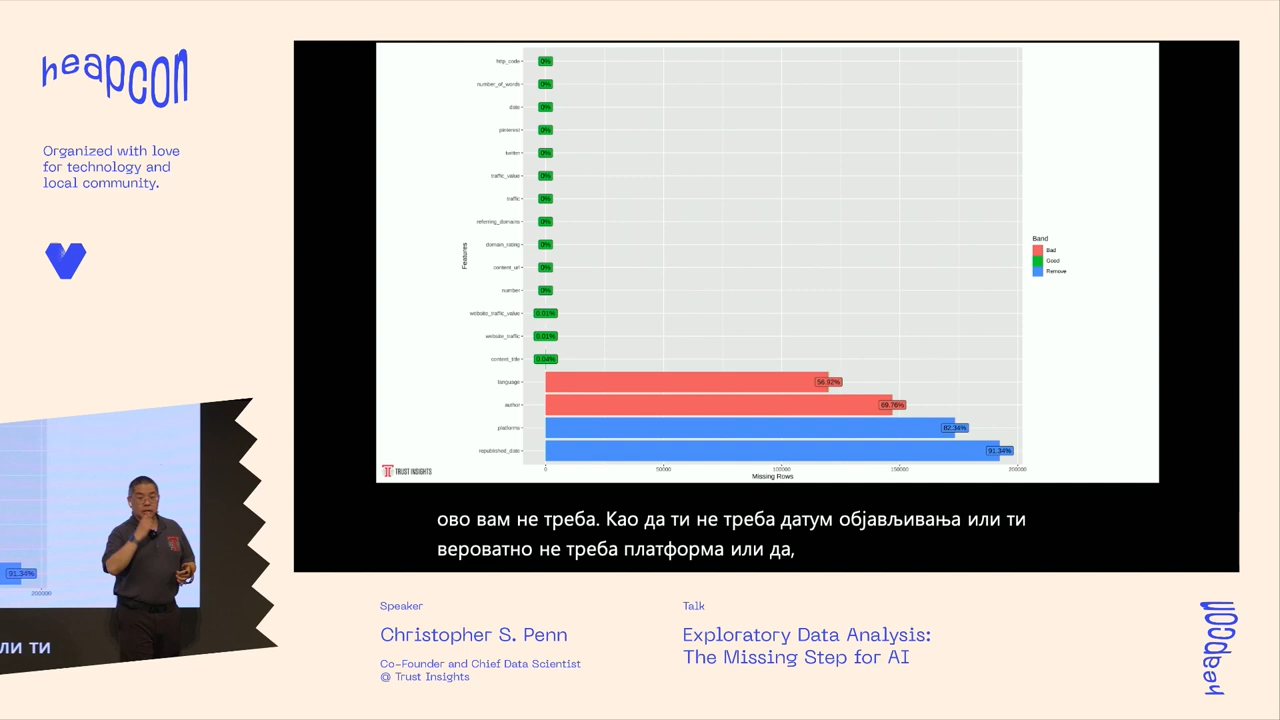 heapcon
Organized with love
for technology and
local community.
http_code
0%
number_of_words
0%
date
0%
pinterest
0%
twitter
0%
traffic_value
0%
traffic
0%
referring_domains
0%
domain_rating
0%
content_url
0%
number
0%
website_traffic_value
0.01%
website_traffic
0.01%
content_title
0.04%
language
56.92%
author
69.76%
platforms
82.34%
republished_date
91.34%
Features
0
50000
100000
150000
200000
Missing Rows
Band
Bad
Good
Remove
TRUST INSIGHTS
ово вам не треба. Као да ти не треба датум објављивања или ти
вероватно не треба платформа или да,
91.34%
200000
ли ти
Speaker
Christopher S. Penn
Co-Founder and Chief Data Scientist
@ Trust Insights
Talk
Exploratory Data Analysis:
The Missing Step for AI
heapcon